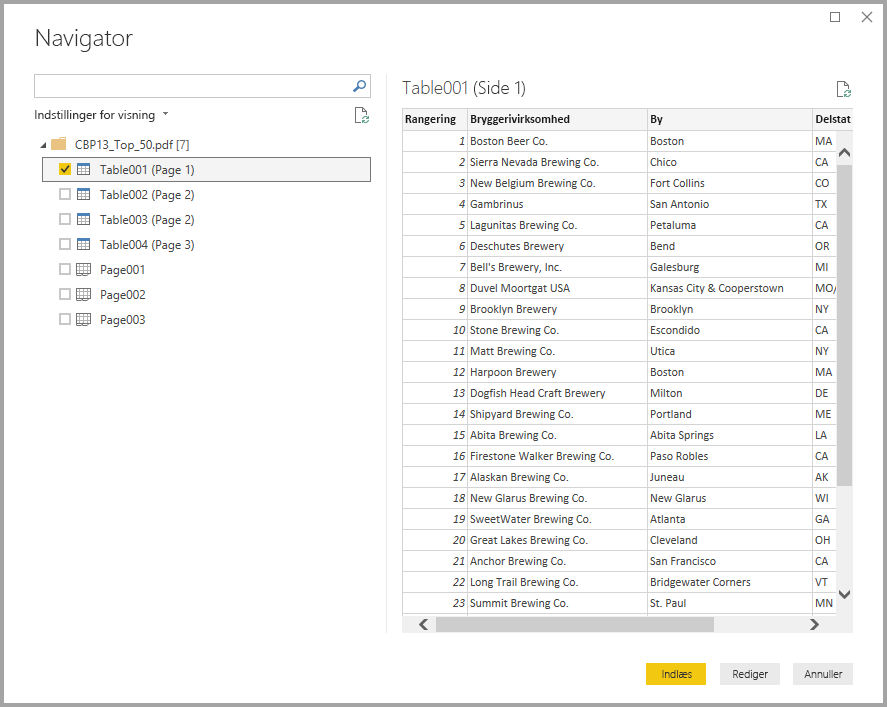 Navigator
Indstillinger for visning
CBP13_Top_50.pdf [7]
Table001 (Page 1)
Table002 (Page 2)
Table003 (Page 2)
Table004 (Page 3)
Page001
Page002
Page003
Table001 (Side 1)
Rangering Bryggerivirksomhed By Delstat
1 Boston Beer Co. Boston MA
2 Sierra Nevada Brewing Co. Chico CA
3 New Belgium Brewing Co. Fort Collins CO
4 Gambrinus San Antonio TX
5 Lagunitas Brewing Co. Petaluma CA
6 Deschutes Brewery Bend OR
7 Bell's Brewery, Inc. Galesburg MI
8 Duvel Moortgat USA Kansas City & Cooperstown MO/
9 Brooklyn Brewery Brooklyn NY
10 Stone Brewing Co. Escondido CA
11 Matt Brewing Co. Utica NY
12 Harpoon Brewery Boston MA
13 Dogfish Head Craft Brewery Milton DE
14 Shipyard Brewing Co. Portland ME
15 Abita Brewing Co. Abita Springs LA
16 Firestone Walker Brewing Co. Paso Robles CA
17 Alaskan Brewing Co. Juneau AK
18 New Glarus Brewing Co. New Glarus WI
19 SweetWater Brewing Co. Atlanta GA
20 Great Lakes Brewing Co. Cleveland OH
21 Anchor Brewing Co. San Francisco CA
22 Long Trail Brewing Co. Bridgewater Corners VT
23 Summit Brewing Co. St. Paul MN
Indlæs Rediger Annuller